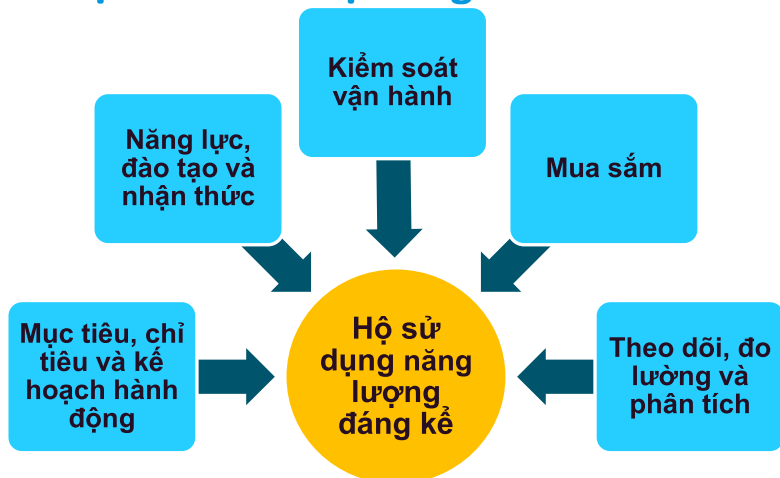 Kiểm soát
vận hành
Năng lực,
đào tạo và
nhận thức
Mua sắm
Mục tiêu, chỉ
tiêu và kế
hoạch hành
động
Hộ sử
dụng năng
lượng
đáng kể
Theo dõi, đo
lường và
phân tích